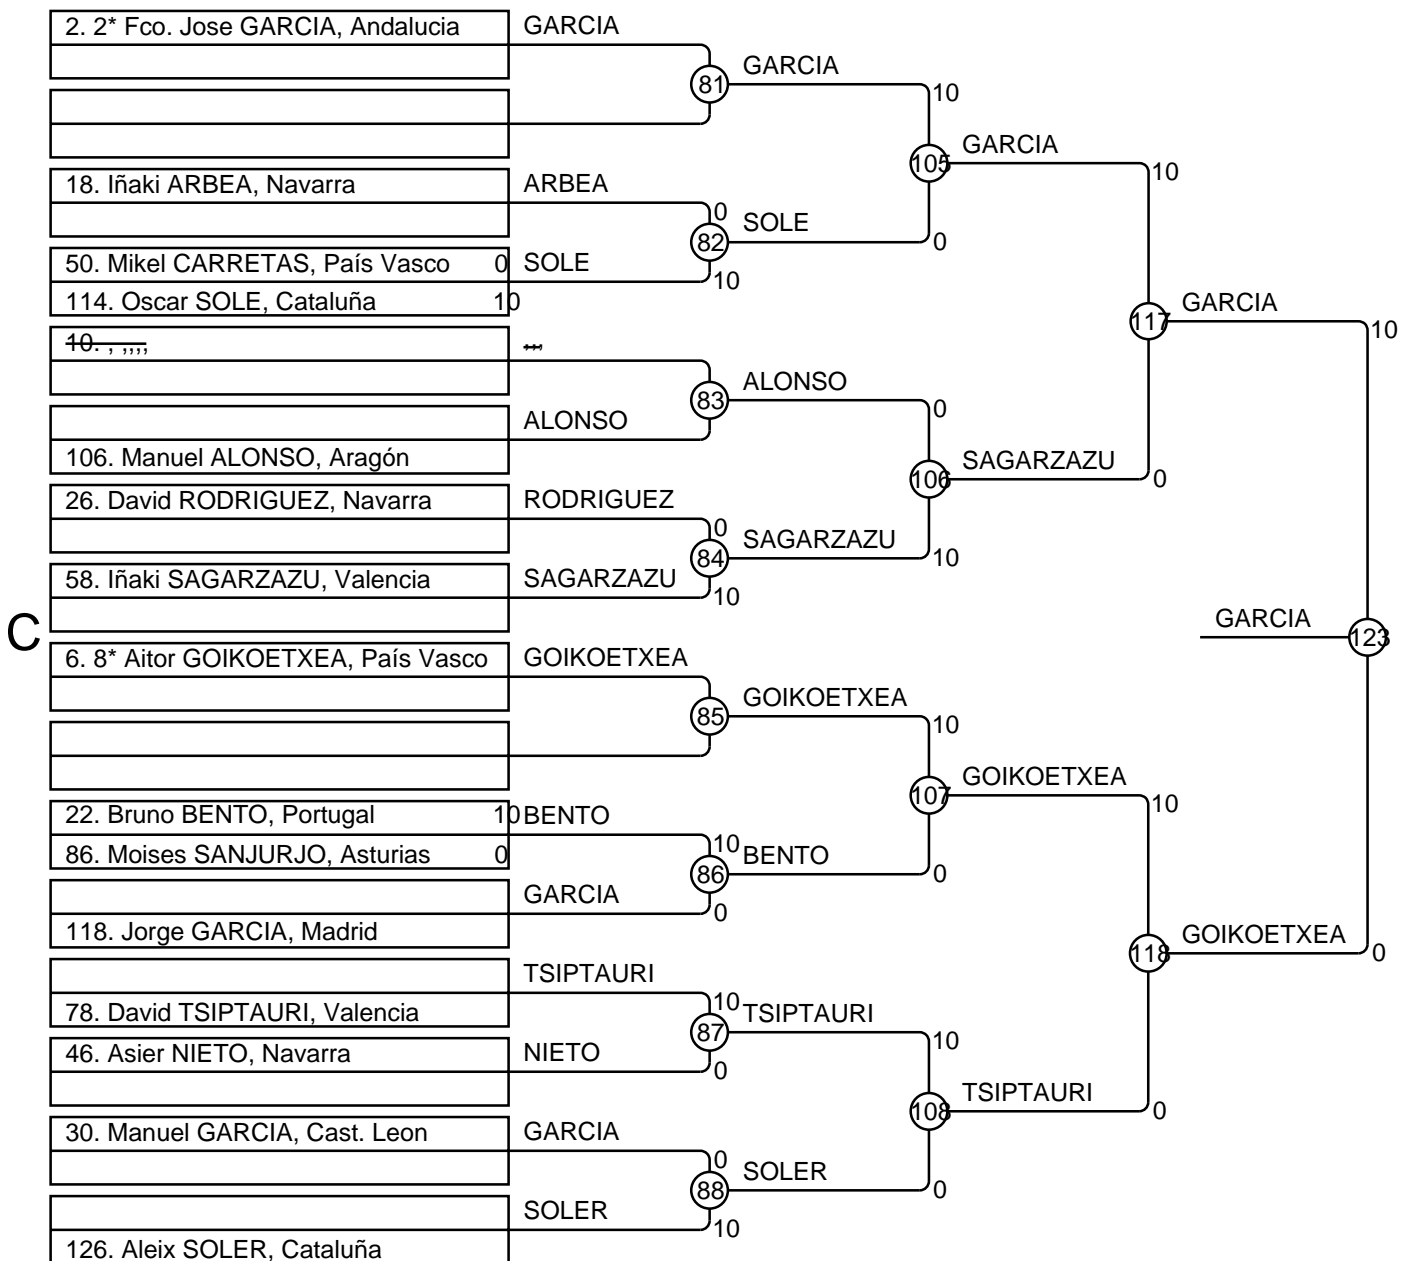 2. 2* Fco. Jose GARCIA, Andalucia GARCIA
81 GARCIA
10
105 GARCIA
10
18. Iñaki ARBEA, Navarra ARBEA
0
82 SOLE
0
50. Mikel CARRETAS, País Vasco 0 SOLE
10
114. Oscar SOLE, Cataluña 10
117 GARCIA
10
10. , ,,,, ,,,
83 ALONSO
0
ALONSO
106. Manuel ALONSO, Aragón
106 SAGARZAZU
0
26. David RODRIGUEZ, Navarra RODRIGUEZ
0
84 SAGARZAZU
10
58. Iñaki SAGARZAZU, Valencia SAGARZAZU
10
C
GARCIA 123
6. 8* Aitor GOIKOETXEA, País Vasco GOIKOETXEA
85 GOIKOETXEA
10
107 GOIKOETXEA
10
22. Bruno BENTO, Portugal 10 BENTO
10
86. Moises SANJURJO, Asturias 0
86 BENTO
0
GARCIA
0
118. Jorge GARCIA, Madrid
118 GOIKOETXEA
0
TSIPTAURI
10
78. David TSIPTAURI, Valencia
87 TSIPTAURI
10
46. Asier NIETO, Navarra NIETO
0
108 TSIPTAURI
0
30. Manuel GARCIA, Cast. Leon GARCIA
0
88 SOLER
0
SOLER
10
126. Aleix SOLER, Cataluña